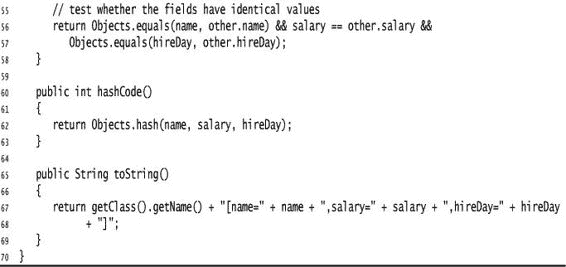 55 // test whether the fields have identical values
56 return Objects.equals(name, other.name) && salary == other.salary &&
57 Objects.equals(hireDay, other.hireDay);
58 }
59
60 public int hashCode()
61 {
62 return Objects.hash(name, salary, hireDay);
63 }
64
65 public String toString()
66 {
67 return getClass().getName() + "[name=" + name + ",salary=" + salary + ",hireDay=" + hireDay
68 + "]";
69 }
70 }